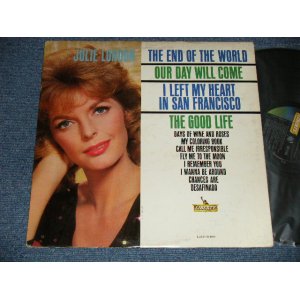 JULIE LONDON
THE END OF THE WORLD
OUR DAY WILL COME
I LEFT MY HEART
IN SAN FRANCISCO
THE GOOD LIFE
DAYS OF WINE AND ROSES
MY COLORING BOOK
CALL ME IRRESPONSIBLE
FLY ME TO THE MOON
I REMEMBER YOU
I WANNA BE AROUND
CHANCES ARE
DESAFINADO
LIBERTY